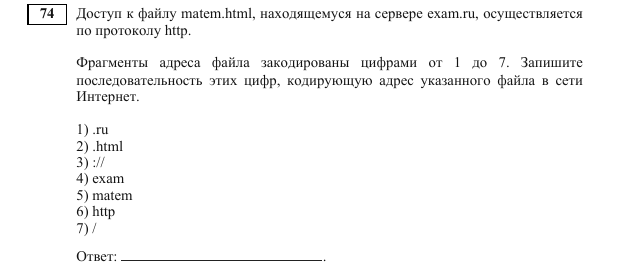 74
Доступ к файлу matem.html, находящемуся на сервере exam.ru, осуществляется
по протоколу http.
Фрагменты адреса файла закодированы цифрами от 1 до 7. Запишите
последовательность этих цифр, кодирующую адрес указанного файла в сети
Интернет.
1) .ru
2) .html
3) ://
4) exam
5) matem
6) http
7) /
Ответ: ____________________________.